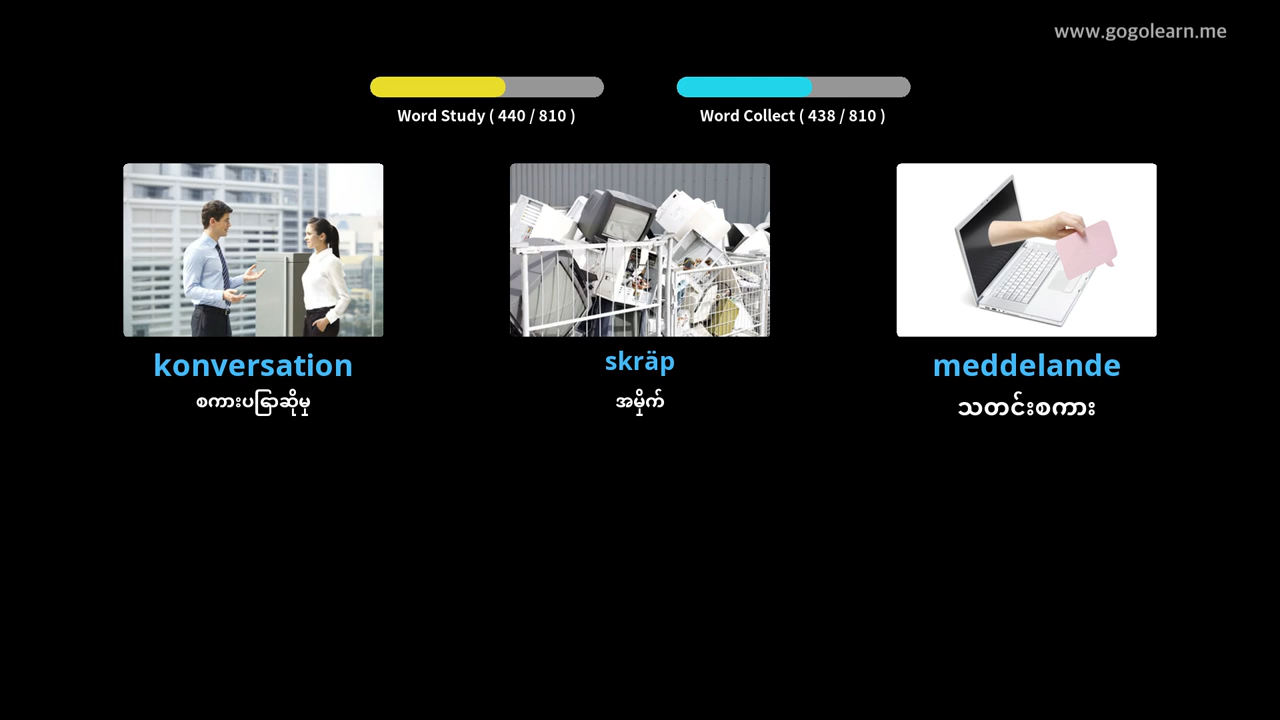 www.gogolearn.me
Word Study ( 440 / 810 )
Word Collect ( 438 / 810 )
konversation
skräp
meddelande
စကားပြောဆိုမှု
အမှိုက်
သတင်းစကား